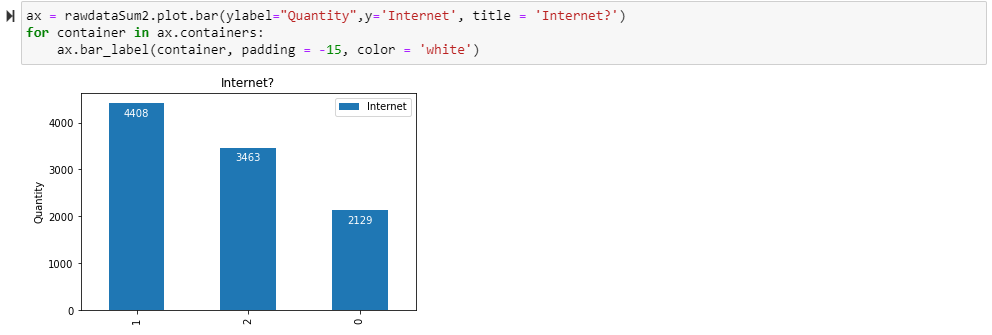 ax = rawdataSum2.plot.bar(ylabel="Quantity",y='Internet', title = 'Internet?')
for container in ax.containers:
    ax.bar_label(container, padding = -15, color = 'white')
Internet?
Internet
4408
3463
2129
Quantity
4000
3000
2000
1000
0
1
2
0